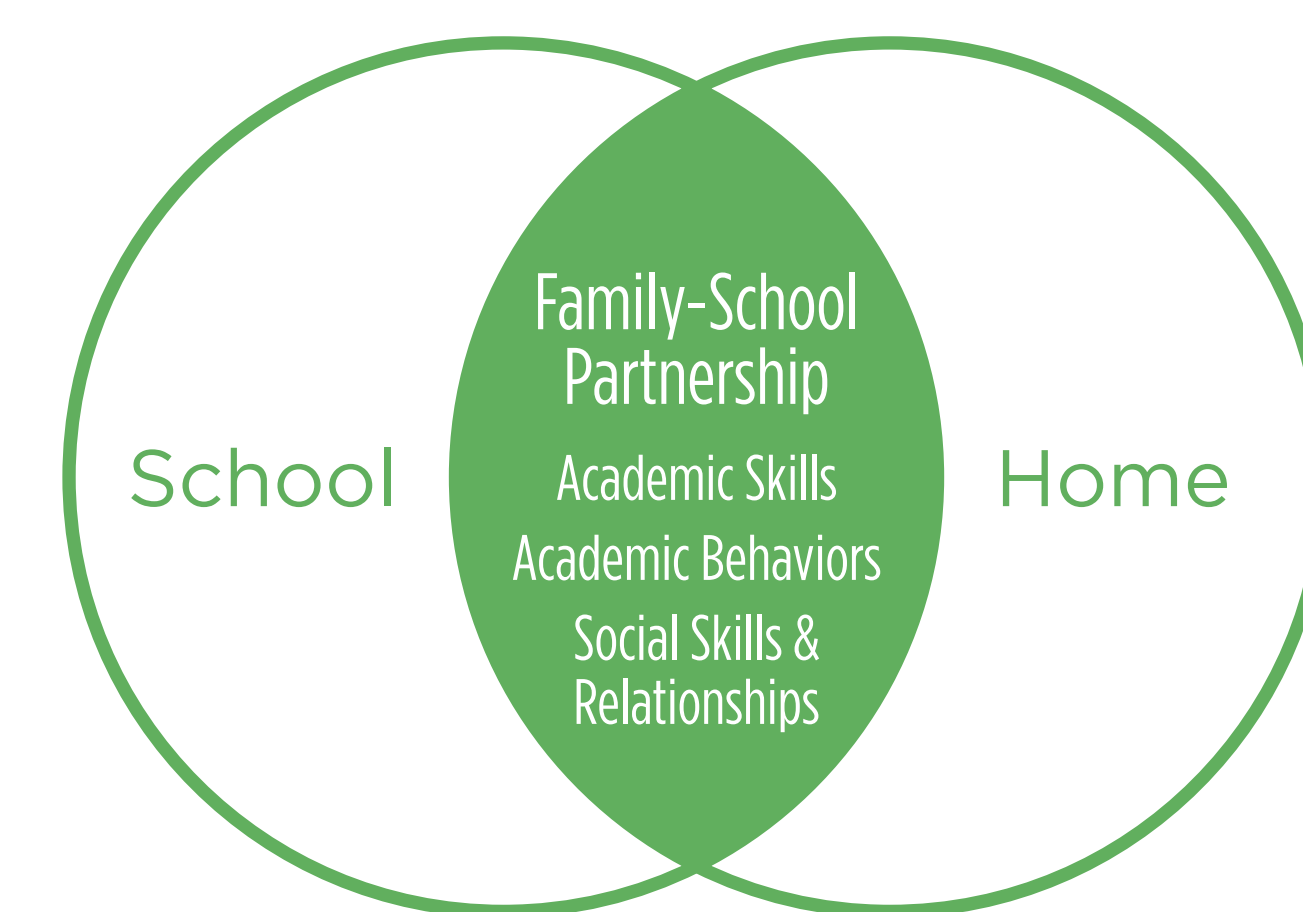 School
Family-School
Partnership
Academic Skills
Academic Behaviors
Social Skills &
Relationships
Home